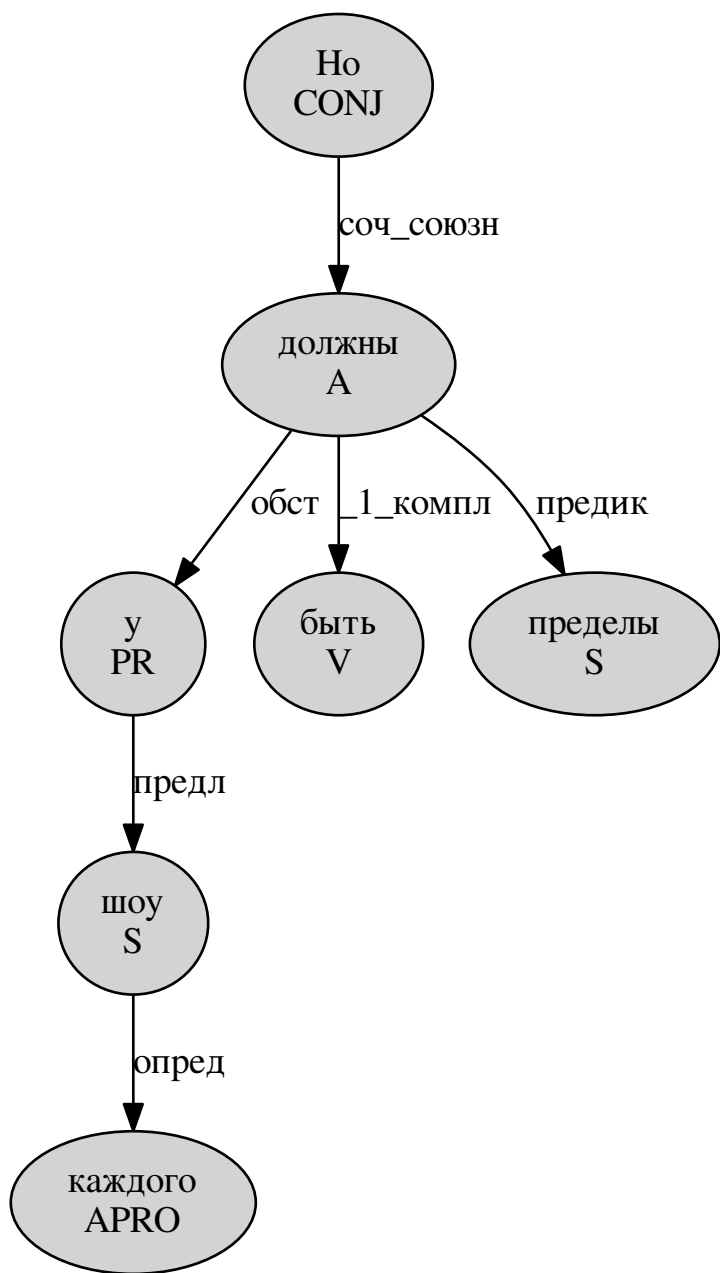 Но
CONJ
соч_союзн
должны
A
обст
_1_компл
предик
у
PR
быть
V
пределы
S
предл
шоу
S
опред
каждого
APRO